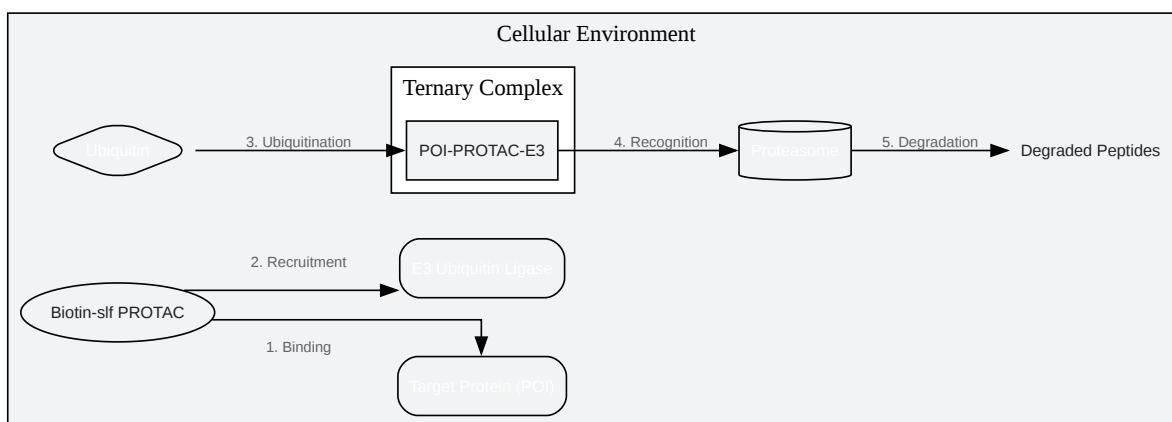 Cellular Environment
Ternary Complex
Ubiquitin
3. Ubiquitination
POI-PROTAC-E3
4. Recognition
Proteasome
5. Degradation
Degraded Peptides
2. Recruitment
E3 Ubiquitin Ligase
Biotin-slf PROTAC
1. Binding
Target Protein (POI)